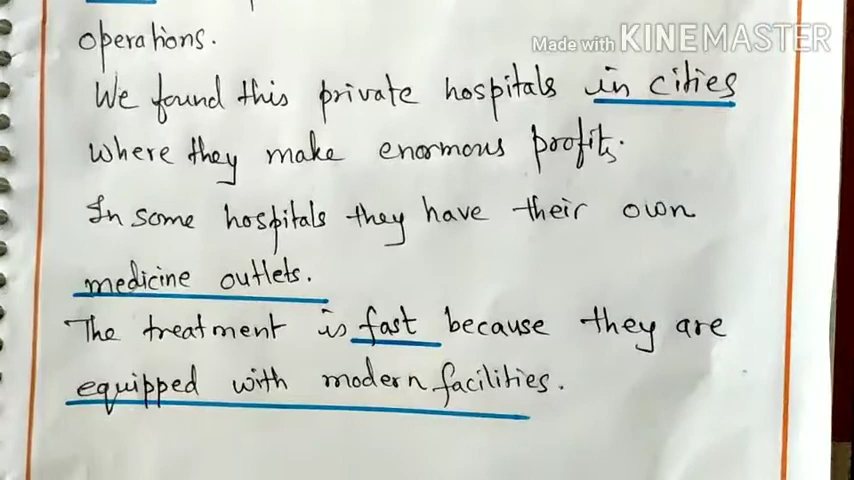 operations.
Made with KINEMASTER
We found this private hospitals in cities
where they make enormous profits.
In some hospitals they have their own
medicine outlets.
The treatment is fast because they are
equipped with modern facilities.